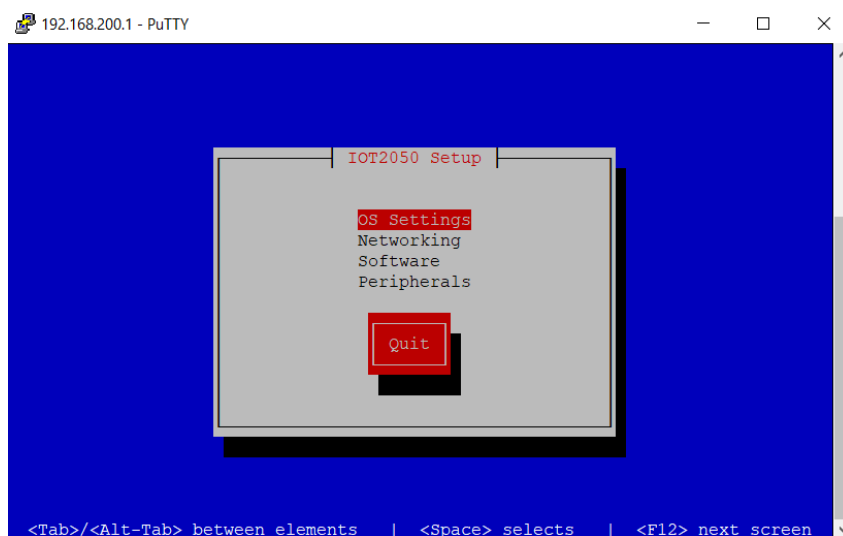 192.168.200.1 - PuTTY
IOT2050 Setup
OS Settings
Networking
Software
Peripherals
Quit
<Tab>/<Alt-Tab> between elements | <Space> selects | <F12> next screen